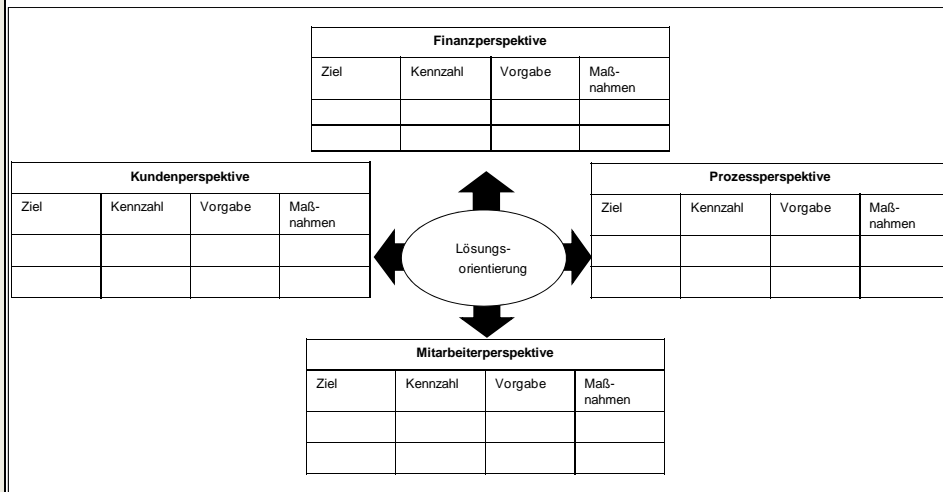 Finanzperspektive
Ziel Kennzahl Vorgabe Maß-
nahmen
Kundenperspektive
Ziel Kennzahl Vorgabe Maß-
nahmen
Lösungs-
orientierung
Prozessperspektive
Ziel Kennzahl Vorgabe Maß-
nahmen
Mitarbeiterperspektive
Ziel Kennzahl Vorgabe Maß-
nahmen